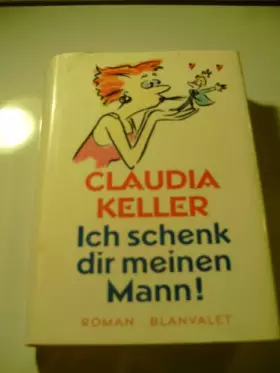 CLAUDIA
KELLER
Ich schenk
dir meinen
Mann!
ROMAN BLANVALET